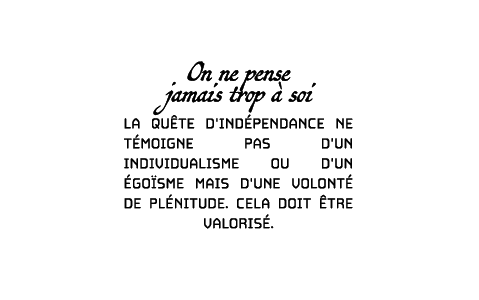 On ne pense
jamais trop à soi
LA QUÊTE D'INDÉPENDANCE NE
TÉMOIGNE PAS D'UN
INDIVIDUALISME OU D'UN
ÉGOÏSME MAIS D'UNE VOLONTÉ
DE PLÉNITUDE. CELA DOIT ÊTRE
VALORISÉ.